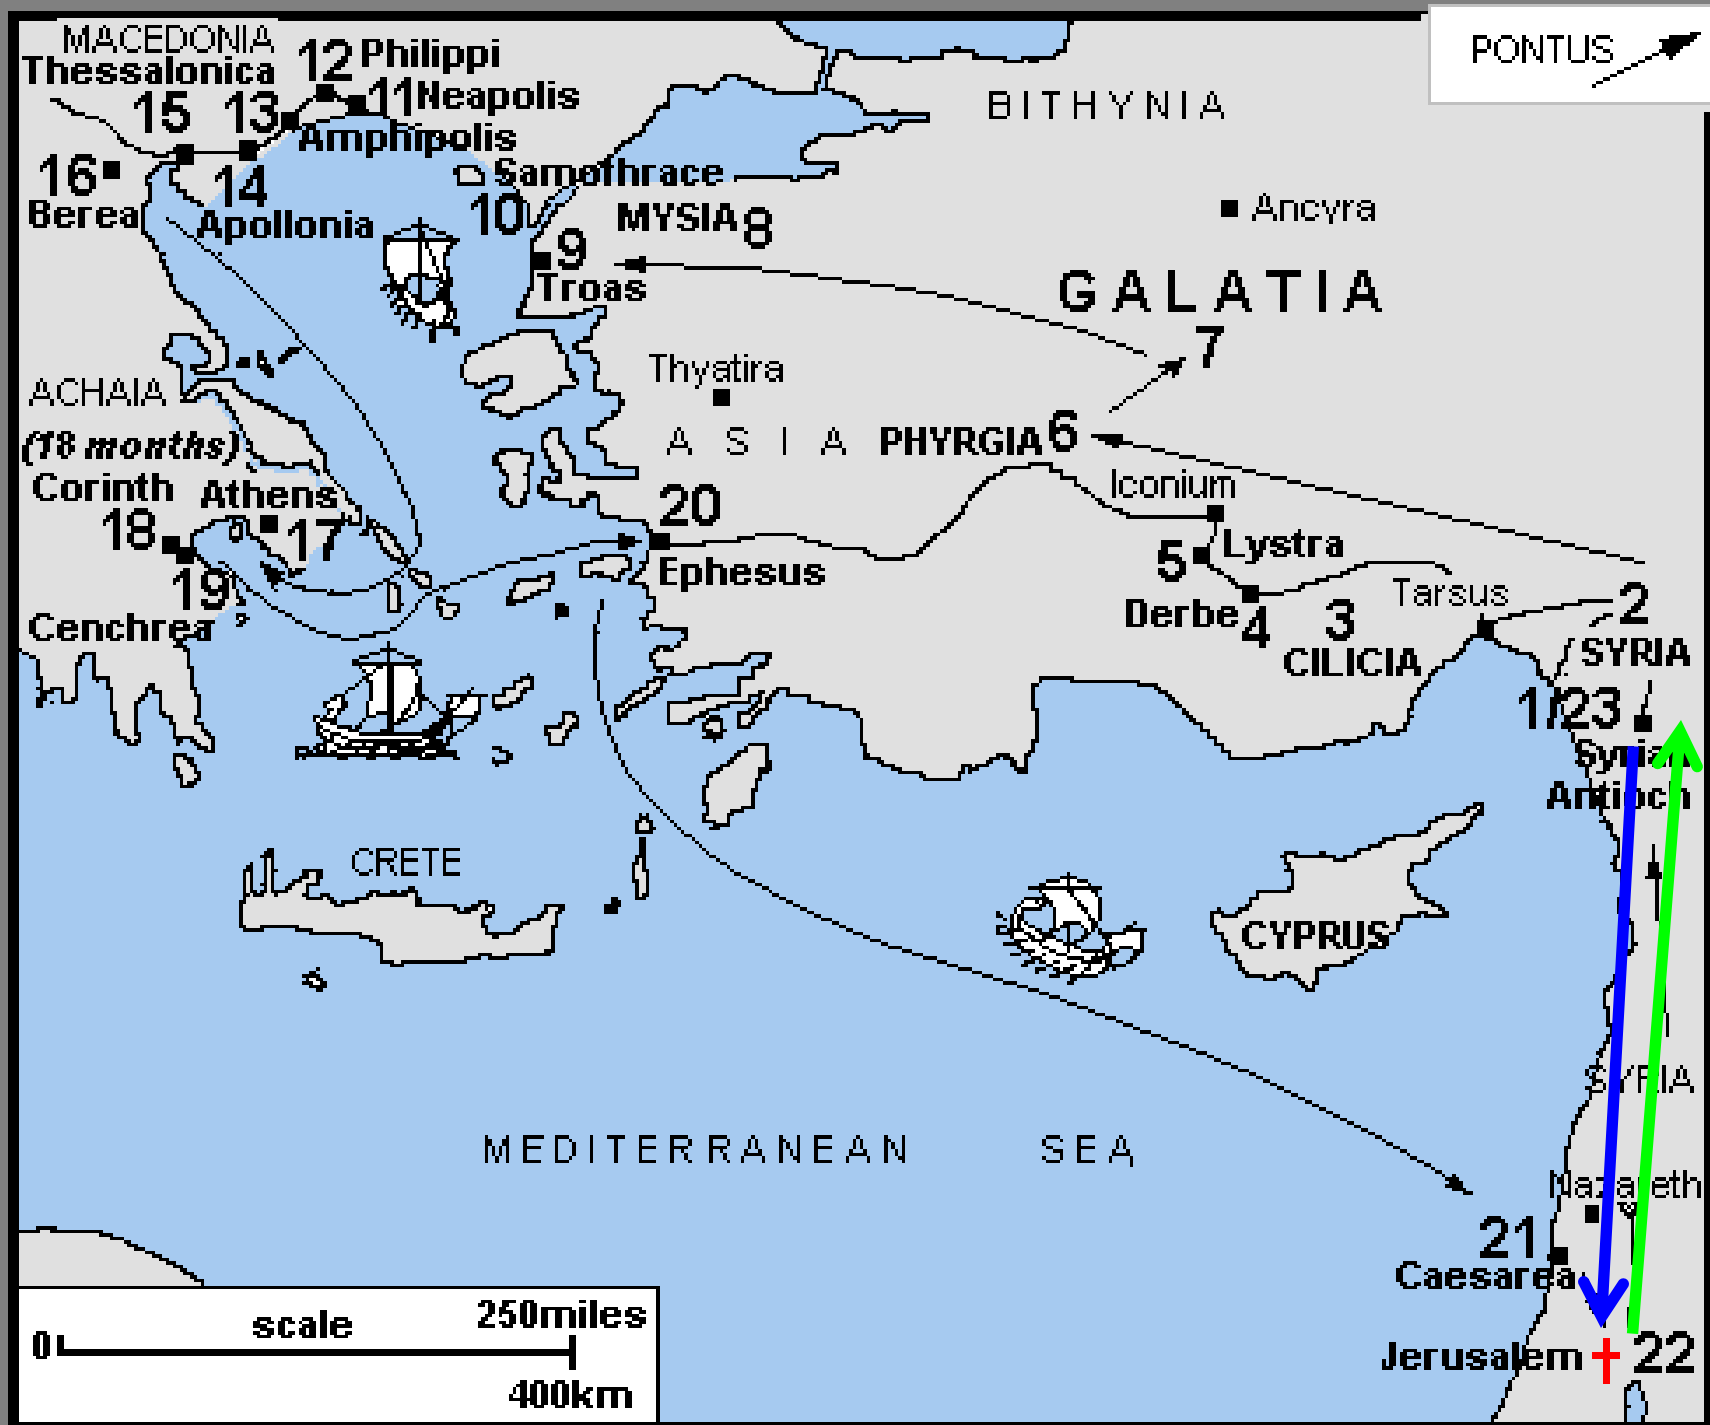 MACEDONIA
PONTUS
12 Philippi
Thessalonica
11 Neapolis
BITHYNIA
15
13
Amphipolis
16
14
Samothrace
Berea
Apollonia
10
MYSIA 8
Ancyra
9
Troas
GALATIA
7
Thyatira
ACHAIA
(18 months)
ASIA
PHYRGIA 6
Corinth
Athens
Iconium
18
17
20
Lystra
19
Ephesus
5
Tarsus
2
Cenchrea
Derbe 4
3
CILICIA
SYRIA
1/23
Syrian
Antioch
CRETE
CYPRUS
SYRIA
MEDITERRANEAN SEA
Nazareth
21
Caesarea
scale
250miles
0
400km
Jerusalem
22